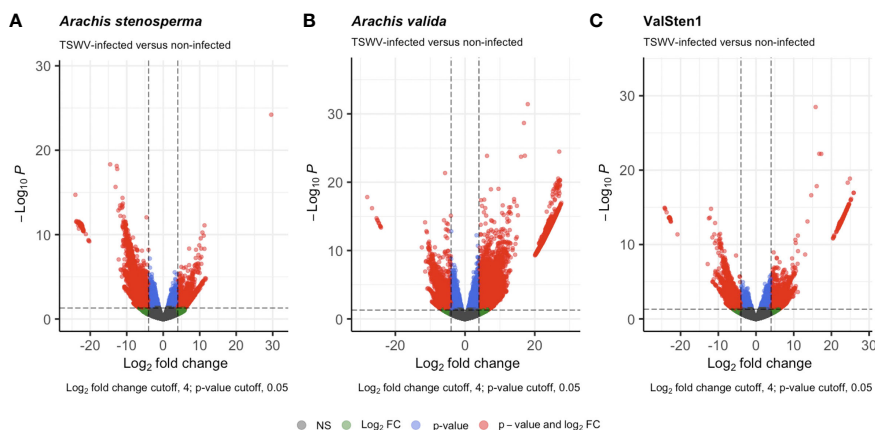 A
Arachis stenosperma
TSWV-infected versus non-infected
30
20
10
0
-20
-10
0
10
20
30
− Log10 P
Log2 fold change
Log2 fold change cutoff, 4; p-value cutoff, 0.05
B
Arachis valida
TSWV-infected versus non-infected
30
20
10
0
-20
0
20
− Log10 P
Log2 fold change
Log2 fold change cutoff, 4; p-value cutoff, 0.05
C
ValSten1
TSWV-infected versus non-infected
30
20
10
0
-20
-10
0
10
20
30
− Log10 P
Log2 fold change
Log2 fold change cutoff, 4; p-value cutoff, 0.05
NS Log2 FC p-value p − value and log2 FC